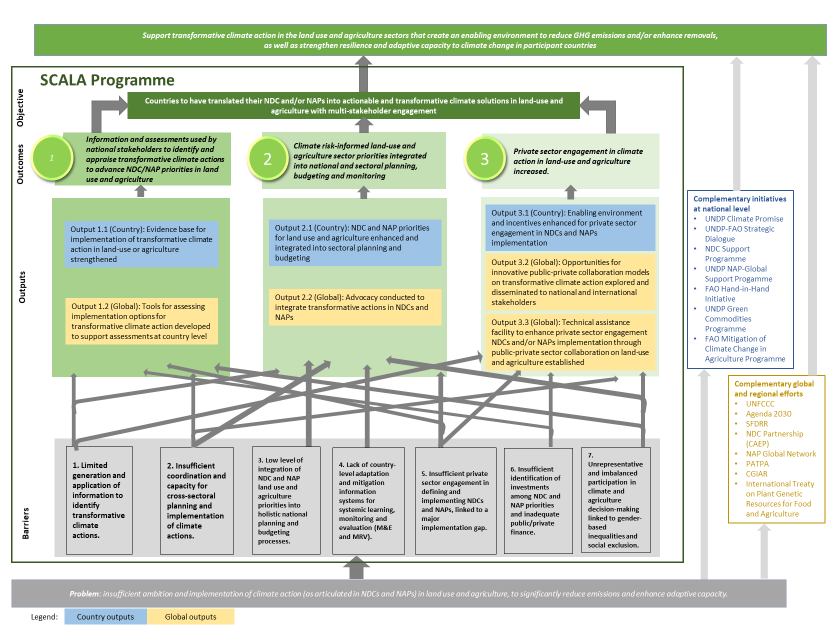 Support transformative climate action in the land use and agriculture sectors that create an enabling environment to reduce GHG emissions and/or enhance removals,
as well as strengthen resilience and adaptive capacity to climate change in participant countries
SCALA Programme
Objective
Countries to have translated their NDC and/or NAPs into actionable and transformative climate solutions in land-use and
agriculture with multi-stakeholder engagement
Outcomes
1
Information and assessments used by
national stakeholders to identify and
appraise transformative climate actions
to advance NDC/NAP priorities in land
use and agriculture
2
Climate risk-informed land-use and
agriculture sector priorities integrated
into national and sectoral planning,
budgeting and monitoring
3
Private sector engagement in climate
action in land-use and agriculture
increased.
Outputs
Output 1.1 (Country): Evidence base for
implementation of transformative climate
action in land-use or agriculture
strengthened
Output 1.2 (Global): Tools for assessing
implementation options for
transformative climate action developed
to support assessments at country level
Output 2.1 (Country): NDC and NAP priorities
for land use and agriculture enhanced and
integrated into sectoral planning and
budgeting
Output 2.2 (Global): Advocacy conducted to
integrate transformative actions in NDCs and
NAPs
Output 3.1 (Country): Enabling environment
and incentives enhanced for private sector
engagement in NDCs and NAPs
implementation
Output 3.2 (Global): Opportunities for
innovative public-private collaboration models
on transformative climate action explored and
disseminated to national and international
stakeholders
Output 3.3 (Global): Technical assistance
facility to enhance private sector engagement
NDCs and/or NAPs implementation through
public-private sector collaboration on land-use
and agriculture established
Barriers
1. Limited
generation and
application of
information to
identify
transformative
climate
actions.
2. Insufficient
coordination and
capacity for
cross-sectoral
planning and
implementation
of climate
actions.
3. Low level of
integration of
NDC and NAP
land use and
agriculture
priorities into
holistic national
planning and
budgeting
processes.
4. Lack of country-
level adaptation
and mitigation
information
systems for
systemic learning,
monitoring and
evaluation (M&E
and MRV).
5. Insufficient private
sector engagement in
defining and
implementing NDCs
and NAPs, linked to a
major
implementation gap.
6. Insufficient
identification of
investments
among NDC and
NAP priorities and
inadequate
public/private
finance.
7.
Unrepresentative
and imbalanced
participation in
climate and
agriculture
decision-making
linked to gender-
based
inequalities and
social exclusion.
Complementary initiatives
at national level
• UNDP Climate Promise
• UNDP-FAO Strategic
Dialogue
• NDC Support
Programme
• UNDP NAP-Global
Support Progamme
• FAO Hand-in-Hand
Initiative
• UNDP Green
Commodities
Programme
• FAO Mitigation of
Climate Change in
Agriculture Programme
Complementary global
and regional efforts
• UNFCCC
• Agenda 2030
• SFDRR
• NDC Partnership
(CAEP)
• NAP Global Network
• PATPA
• CGIAR
• International Treaty
on Plant Genetic
Resources for Food
and Agriculture
Problem: insufficient ambition and implementation of climate action (as articulated in NDCs and NAPs) in land use and agriculture, to significantly reduce emissions and enhance adaptive capacity.
Legend:
Country outputs
Global outputs